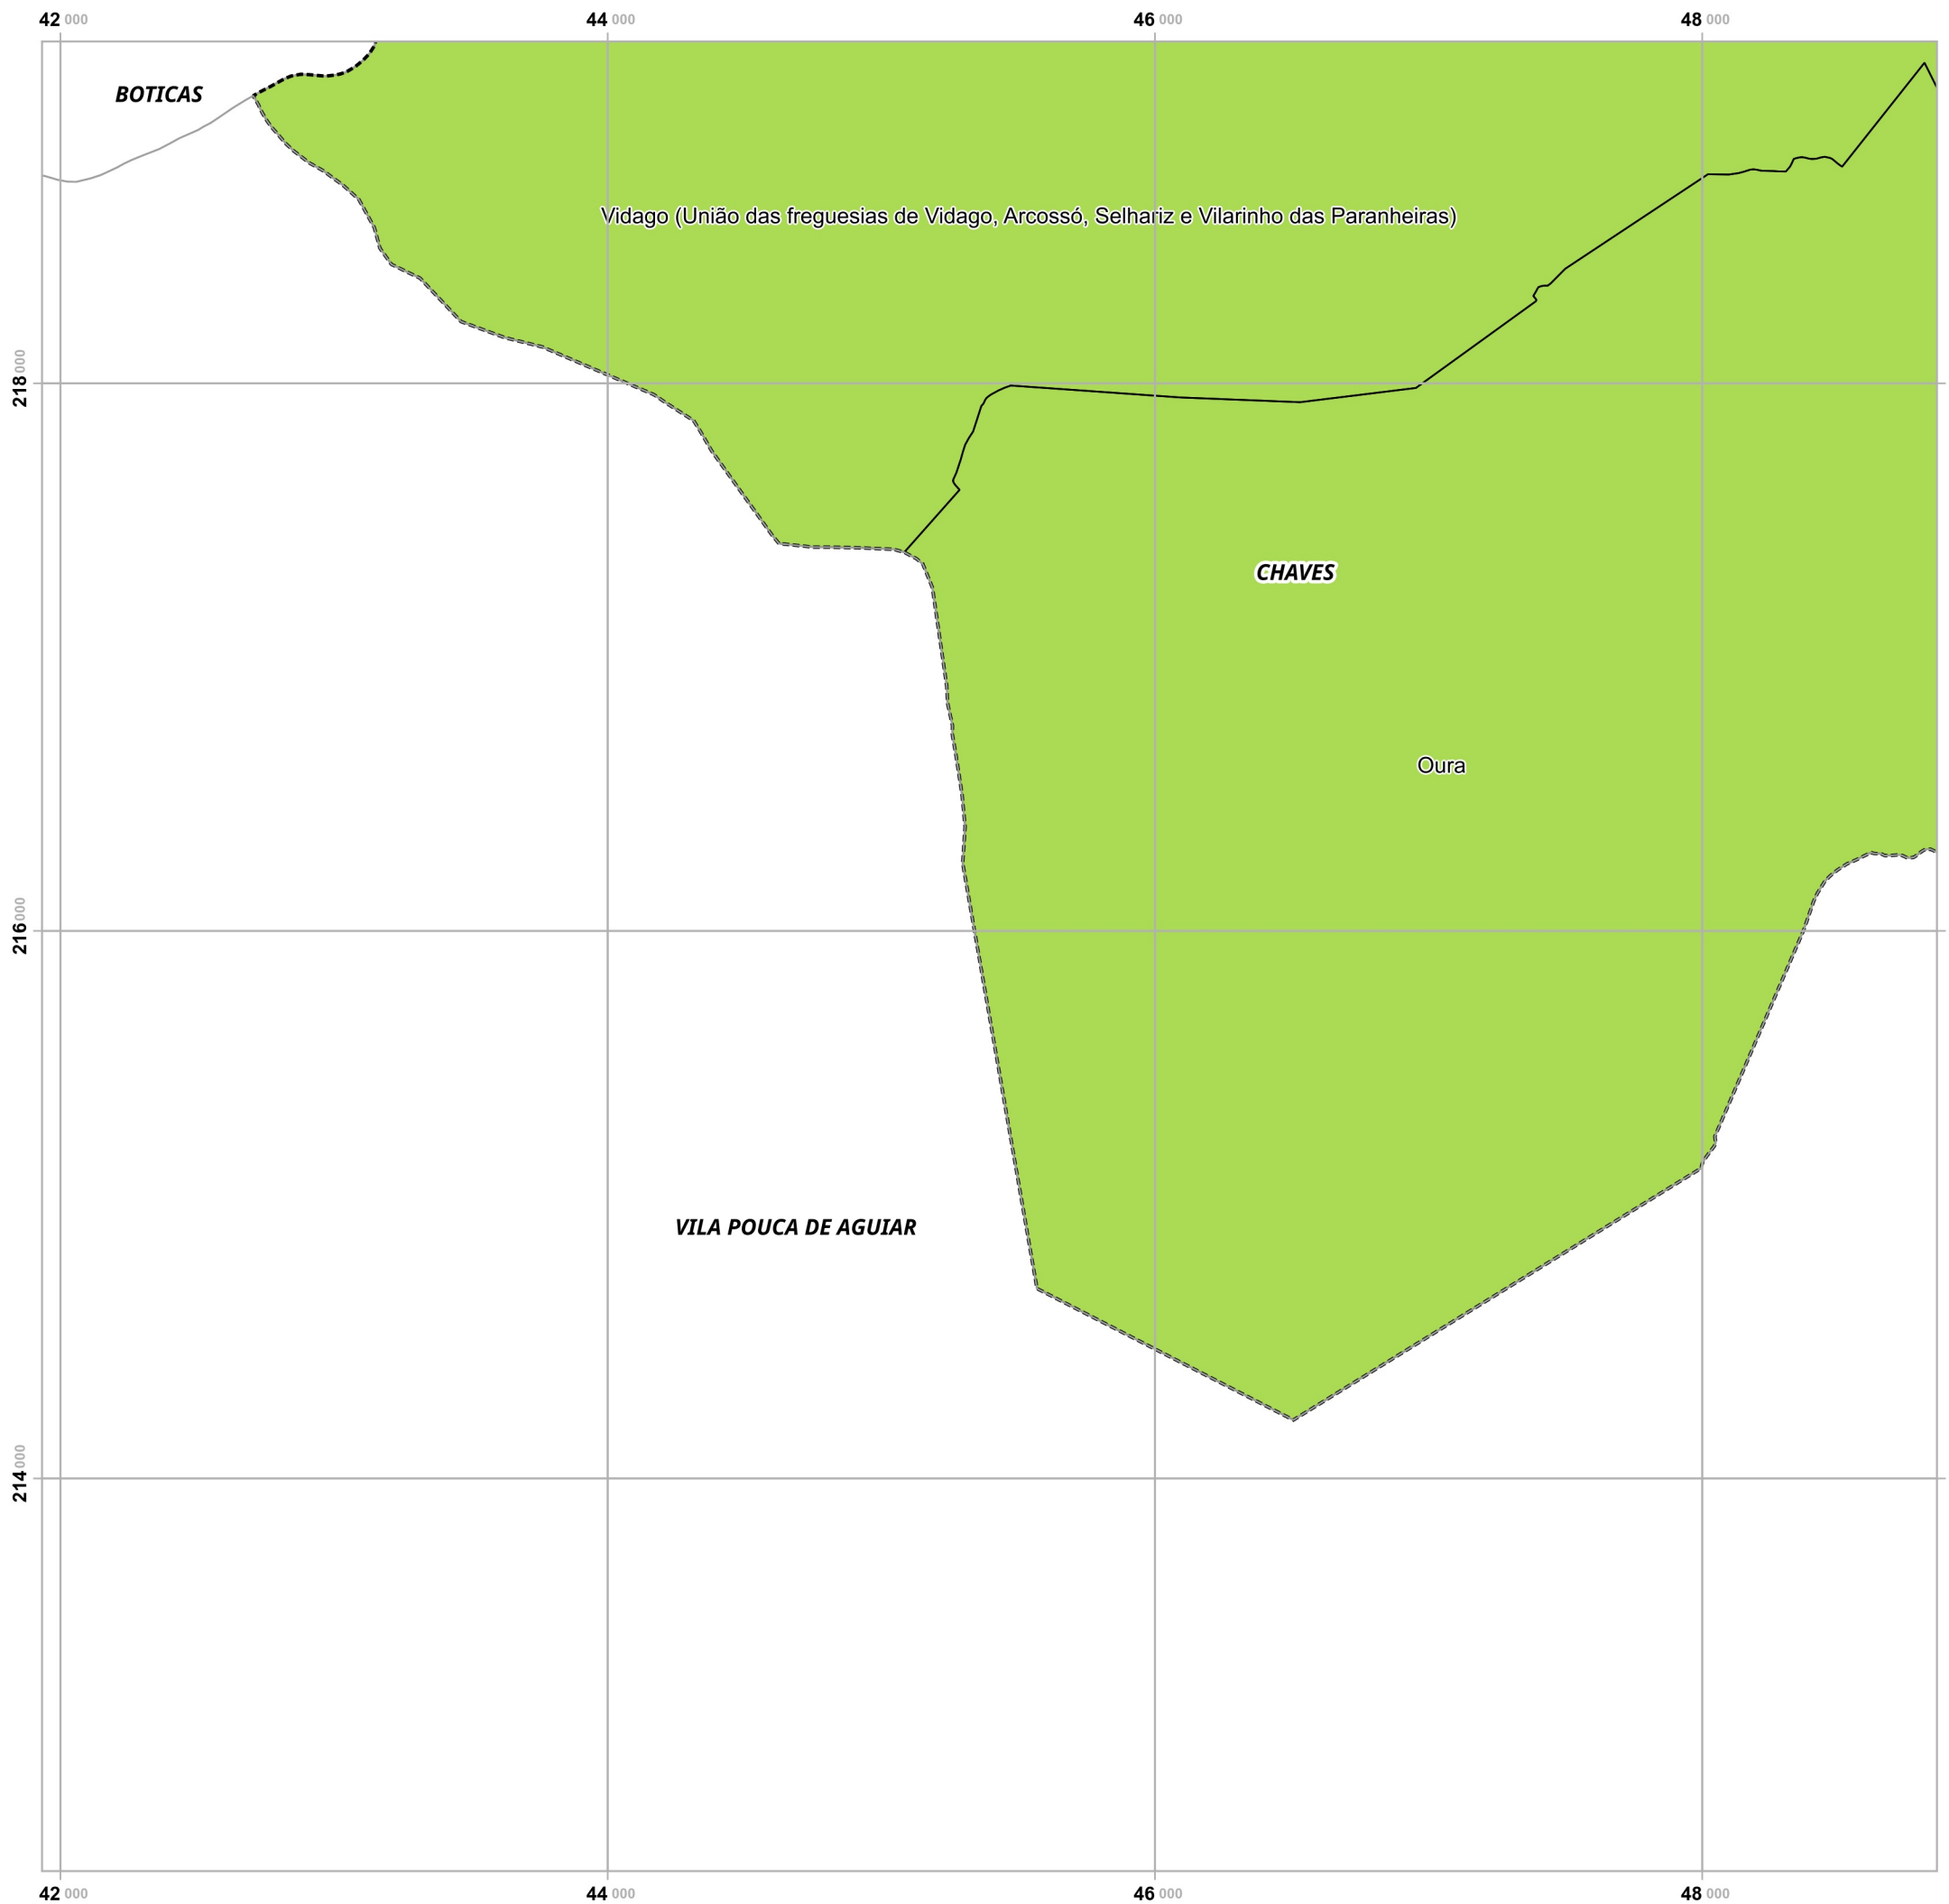 42 000 44 000 46 000 48 000
BOTICAS
Vidago (União das freguesias de Vidago, Arcossó, Selhariz e Vilarinho das Paranheiras)
218 000
CHAVES
Oura
216 000
VILA POUCA DE AGUIAR
214 000
42 000 44 000 46 000 48 000